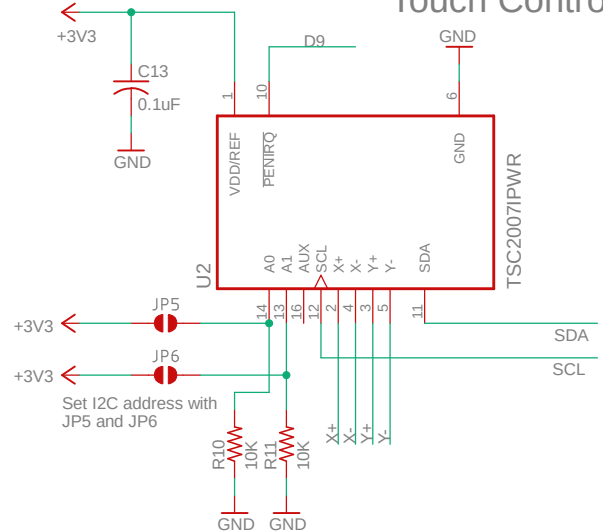 Touch Contro
+3V3
D9
GND
C13
0.1uF
GND
1
10
6
VDD/REF
PENIRQ
GND
U2
TSC2007IPWR
A0
A1
AUX
SCL
X+
X-
Y+
Y-
SDA
14
13
16
12
2
4
3
5
11
JP5
+3V3
SDA
JP6
+3V3
SCL
Set I2C address with
JP5 and JP6
R10
10K
R11
10K
X+
X-
Y+
Y-
GND
GND